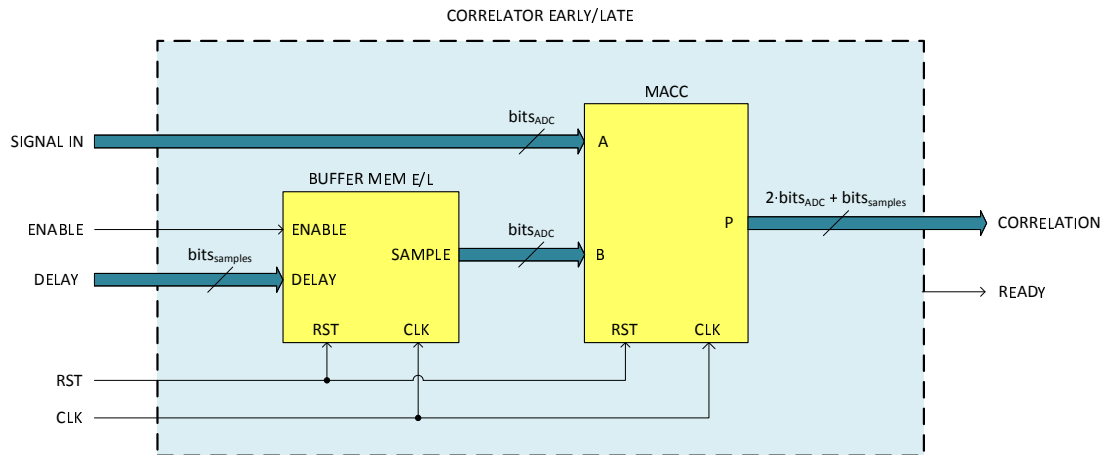 CORRELATOR EARLY/LATE
MACC
bitsADC
SIGNAL IN
A
BUFFER MEM E/L
2·bitsADC + bitssamples
P
CORRELATION
ENABLE
ENABLE
bitsADC
bitssamples
SAMPLE
B
DELAY
DELAY
READY
RST
CLK
RST
CLK
RST
CLK